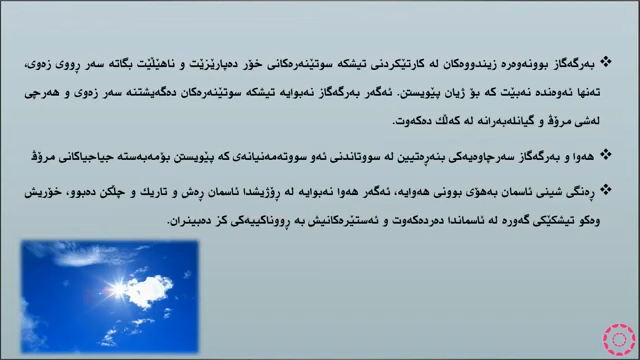 ❖ بەرگەگاز بوونەوەرە زیندووەکان لە کارتێکردنی تیشکە سوتێنەرەکانی خۆر دەپارێزێت و ناهێڵێت بگاتە سەر ڕووی زەوی،
تەنها ئەوەندە نەبێت کە بۆ ژیان پێویستن. ئەگەر بەرگەگاز نەبوایە تیشکە سوتێنەرەکان دەگەیشتنە سەر زەوی و هەرچی
لەشی مرۆڤ و گیانلەبەرانە لە کەڵك دەکەوت.
❖ هەوا و بەرگەگاز سەرچاوەیەکی بنەڕەتیین لە سووتاندنی ئەو سووتەمەنیانەی کە پێویستن بۆمەبەستە جیاجیاکانی مرۆڤ
❖ ڕەنگی شینی ئاسمان بەهۆی بوونی هەوایە، ئەگەر هەوا نەبوایە لە ڕۆژیشدا ئاسمان ڕەش و تاریك و چڵکن دەبوو، خۆریش
وەکو تیشکێکی گەورە لە ئاسماندا دەردەکەوت و ئەستێرەکانیش بە ڕووناکییەکی کز دەبینران.